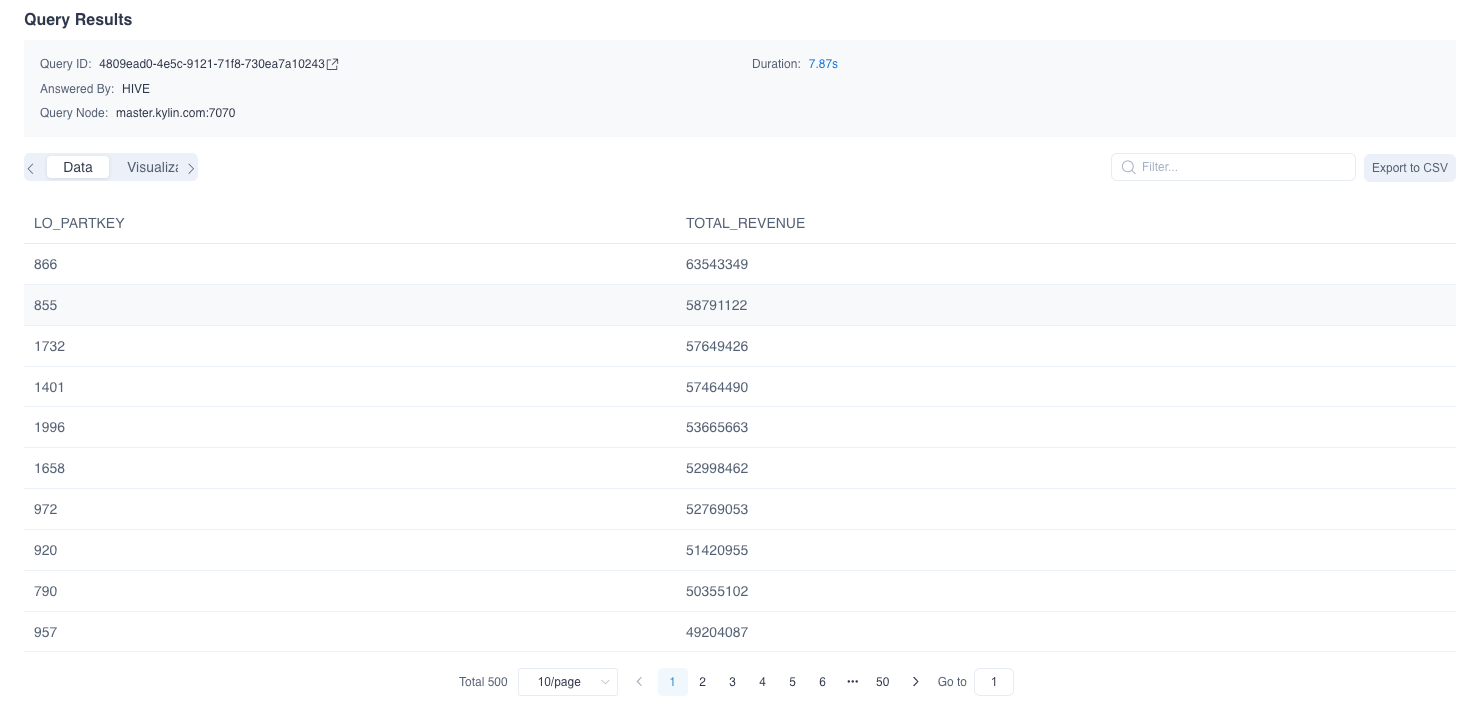 Query Results
Query ID: 4809ead0-4e5c-9121-71f8-730ea7a10243 Duration: 7.87s
Answered By: HIVE
Query Node: master.kylin.com:7070
Data Visualiza Filter... Export to CSV
LO_PARTKEY TOTAL_REVENUE
866 63543349
855 58791122
1732 57649426
1401 57464490
1996 53665663
1658 52998462
972 52769053
920 51420955
790 50355102
957 49204087
Total 500 10/page 1 2 3 4 5 6 ··· 50 Go to 1